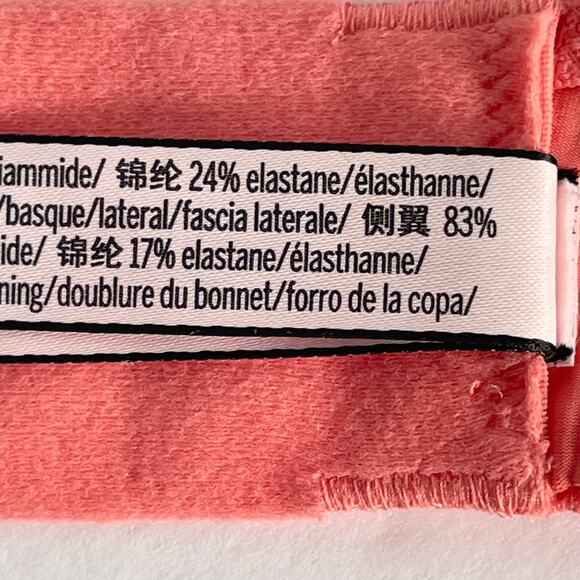 iammide/ 锦纶 24% elastane/élasthanne/
/basque/lateral/fascia laterale/ 侧翼 83%
ide/ 锦纶 17% elastane/élasthanne/
ning/doublure du bonnet/forro de la copa/